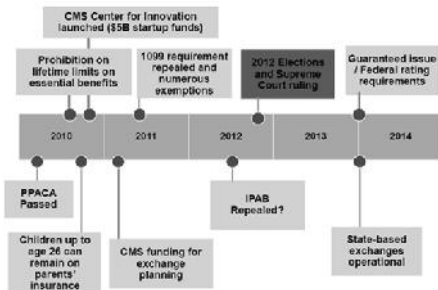 CMS Center for Innovation
launched ($5B startup funds)
Prohibition on
lifetime limits on
essential benefits
1099 requirement
repealed and
numerous
exemptions
2012 Elections
and Supreme
Court ruling
Guaranteed issue
/ Federal rating
requirements
2010
2011
2012
2013
2014
PPACA
Passed
Children up to
age 26 can
remain on
parents'
insurance
CMS funding for
exchange
planning
IPAB
Repealed?
State-based
exchanges
operational